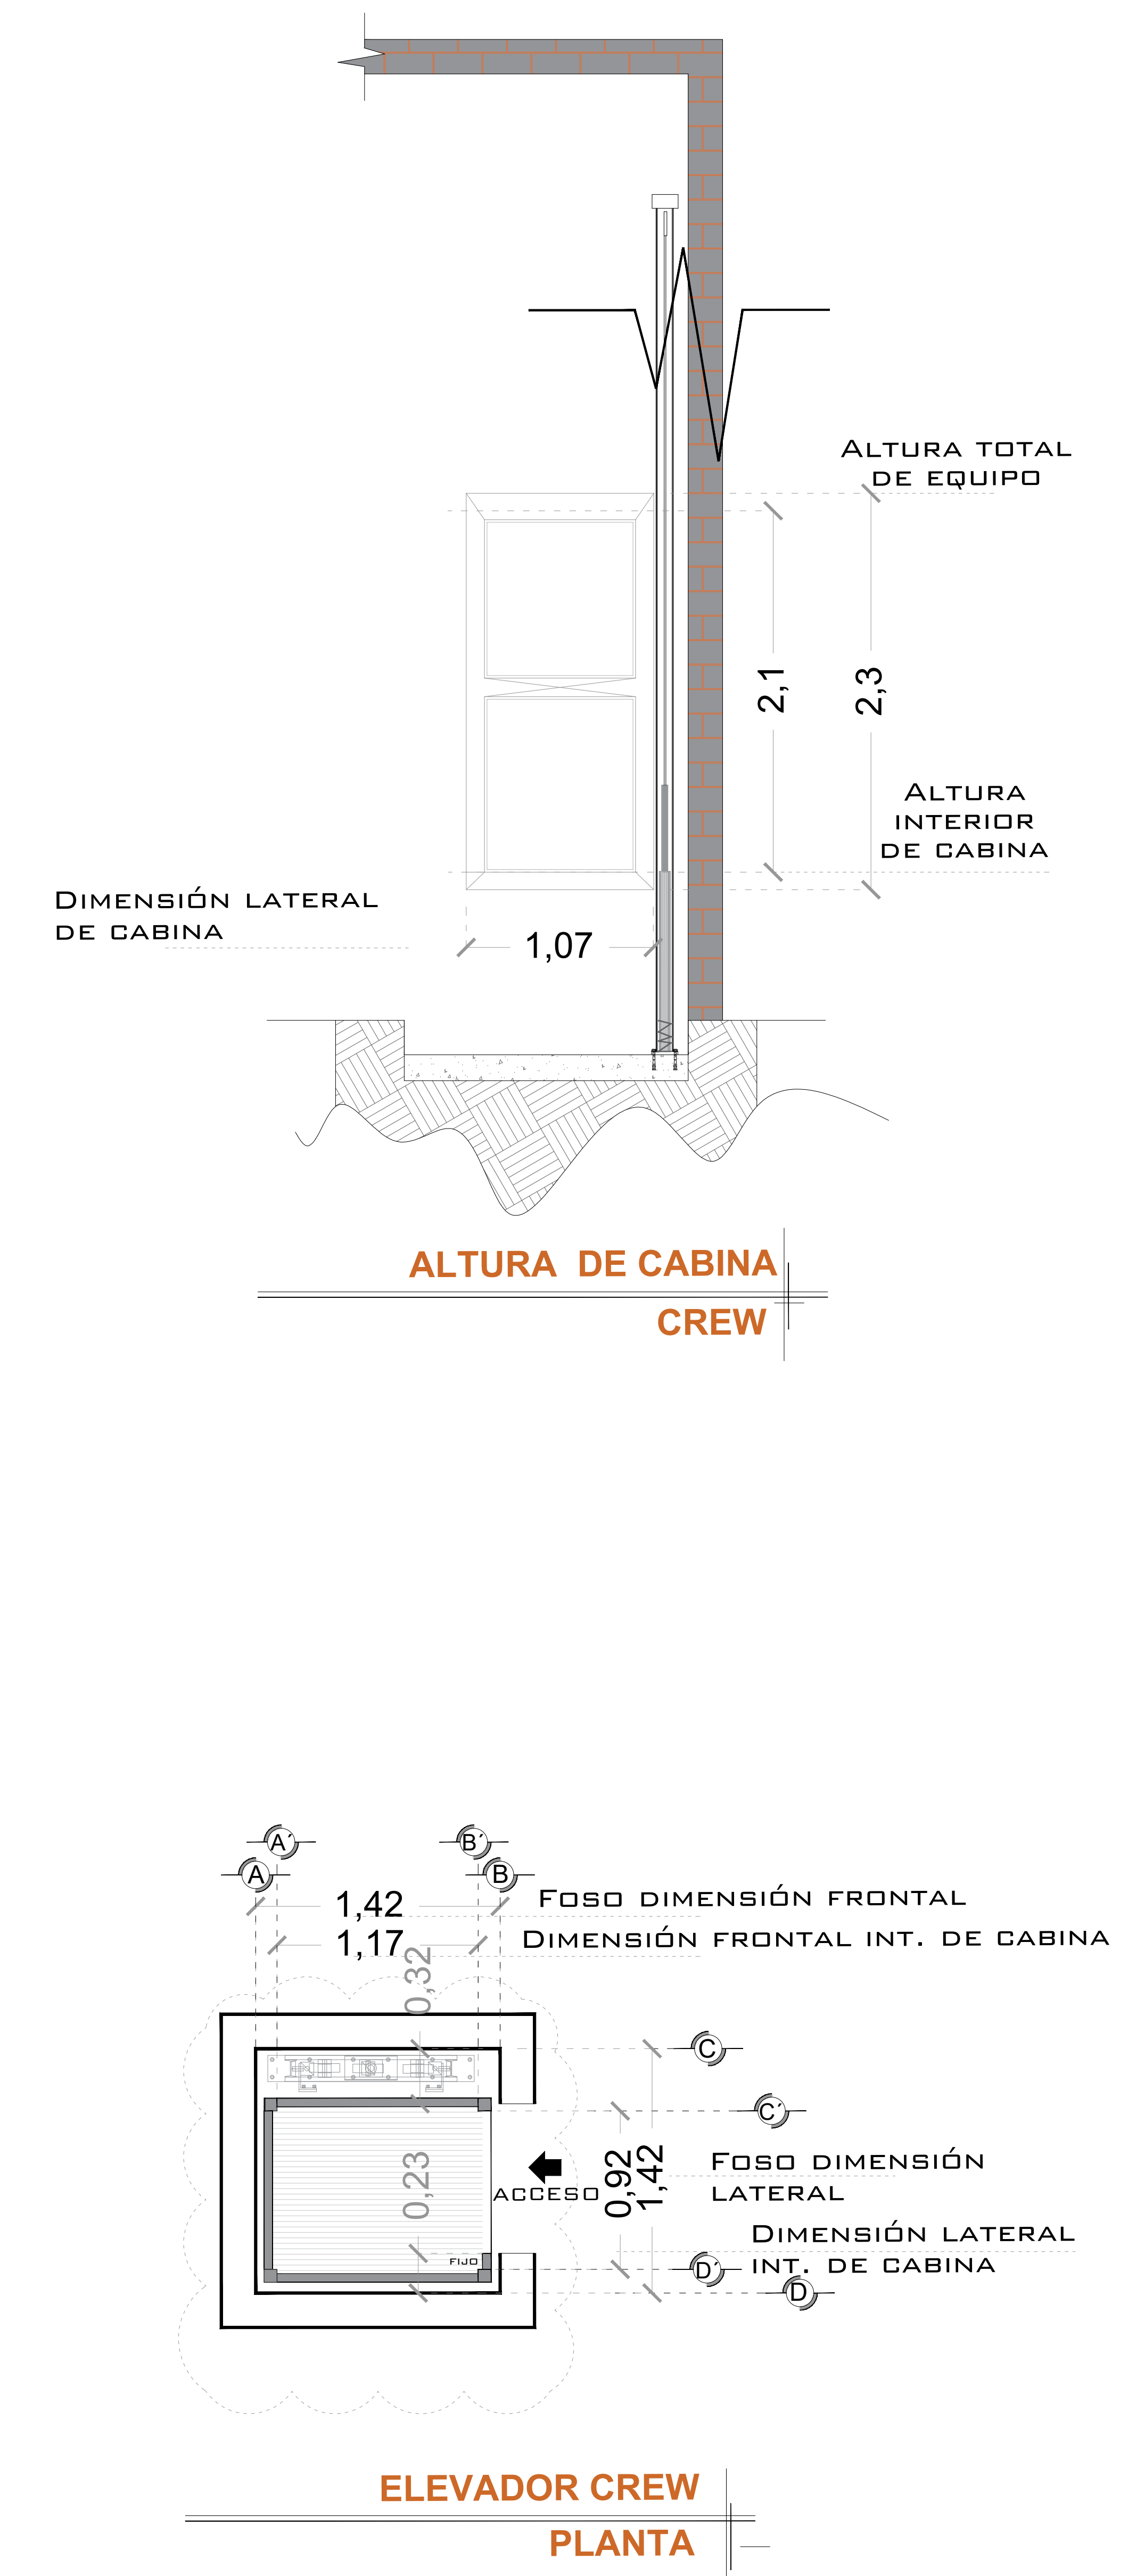 ALTURA TOTAL
DE EQUIPO
2,1
2,3
ALTURA
INTERIOR
DE CABINA
DIMENSIÓN LATERAL
DE CABINA
1,07
ALTURA DE CABINA
CREW
A´
B´
A
B
1,42
FOSO DIMENSIÓN FRONTAL
1,17
DIMENSIÓN FRONTAL INT. DE CABINA
0,32
C
C´
0,23
ACCESO
0,92
1,42
FOSO DIMENSIÓN
LATERAL
DIMENSIÓN LATERAL
INT. DE CABINA
FIJO
D´
D
ELEVADOR CREW
PLANTA